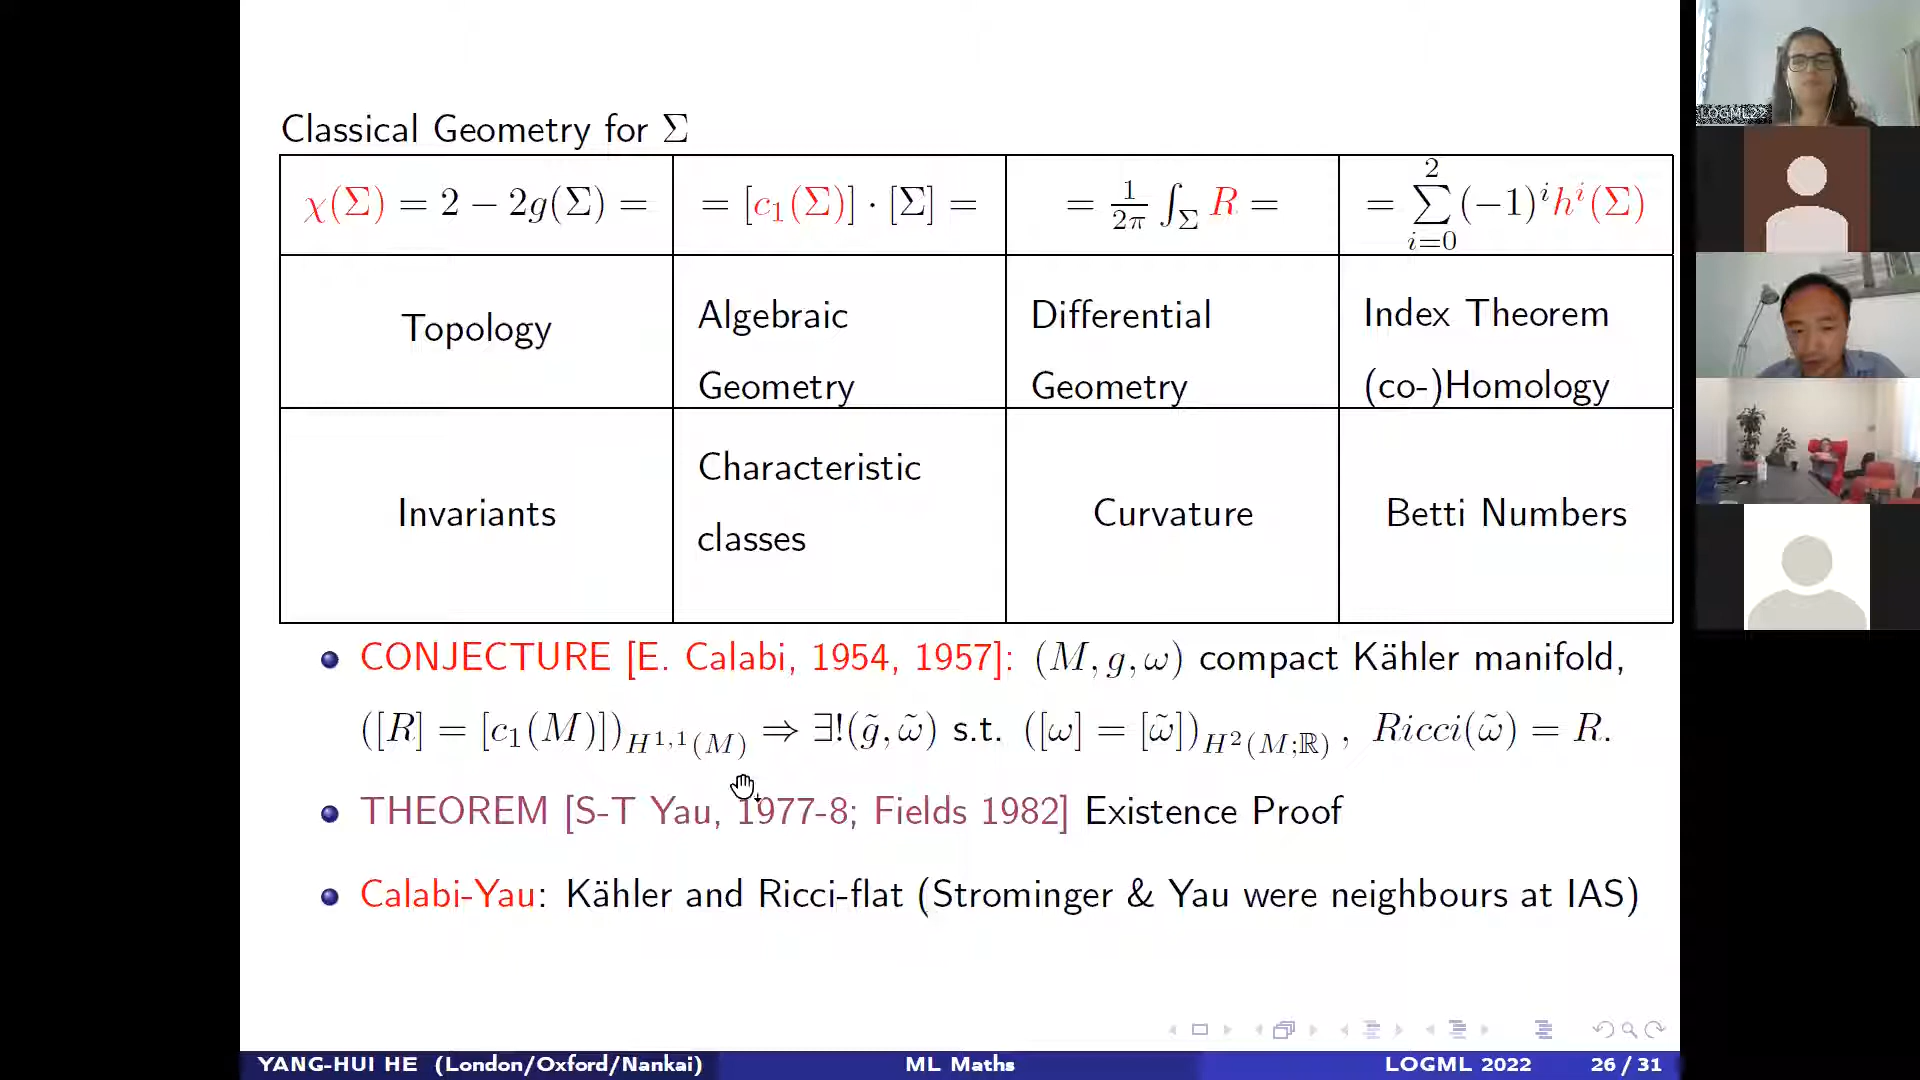 Classical Geometry for Σ
χ(Σ) = 2 − 2g(Σ) = = [c₁(Σ)] · [Σ] = = 1/2π ∫_Σ R = = ∑_{i=0}^{2} (−1)^i h^i(Σ)
Topology
Algebraic
Geometry
Differential
Geometry
Index Theorem
(co-)Homology
Invariants
Characteristic
classes
Curvature
Betti Numbers
CONJECTURE [E. Calabi, 1954, 1957]: (M, g, ω) compact Kähler manifold,
([R] = [c₁(M)])_{H^{1,1}(M)} ⇒ ∃!(g̃, ω̃) s.t. ([ω] = [ω̃])_{H²(M;ℝ)} , Ricci(ω̃) = R.
THEOREM [S-T Yau, 1977-8; Fields 1982] Existence Proof
Calabi-Yau: Kähler and Ricci-flat (Strominger & Yau were neighbours at IAS)
YANG-HUI HE (London/Oxford/Nankai) ML Maths LOGML 2022 26 / 31
LOGML22